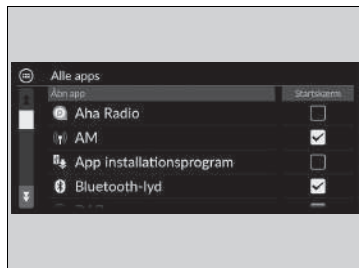 Alle apps
Åbn app Startskærm
Aha Radio
AM
App installationsprogram
Bluetooth-lyd